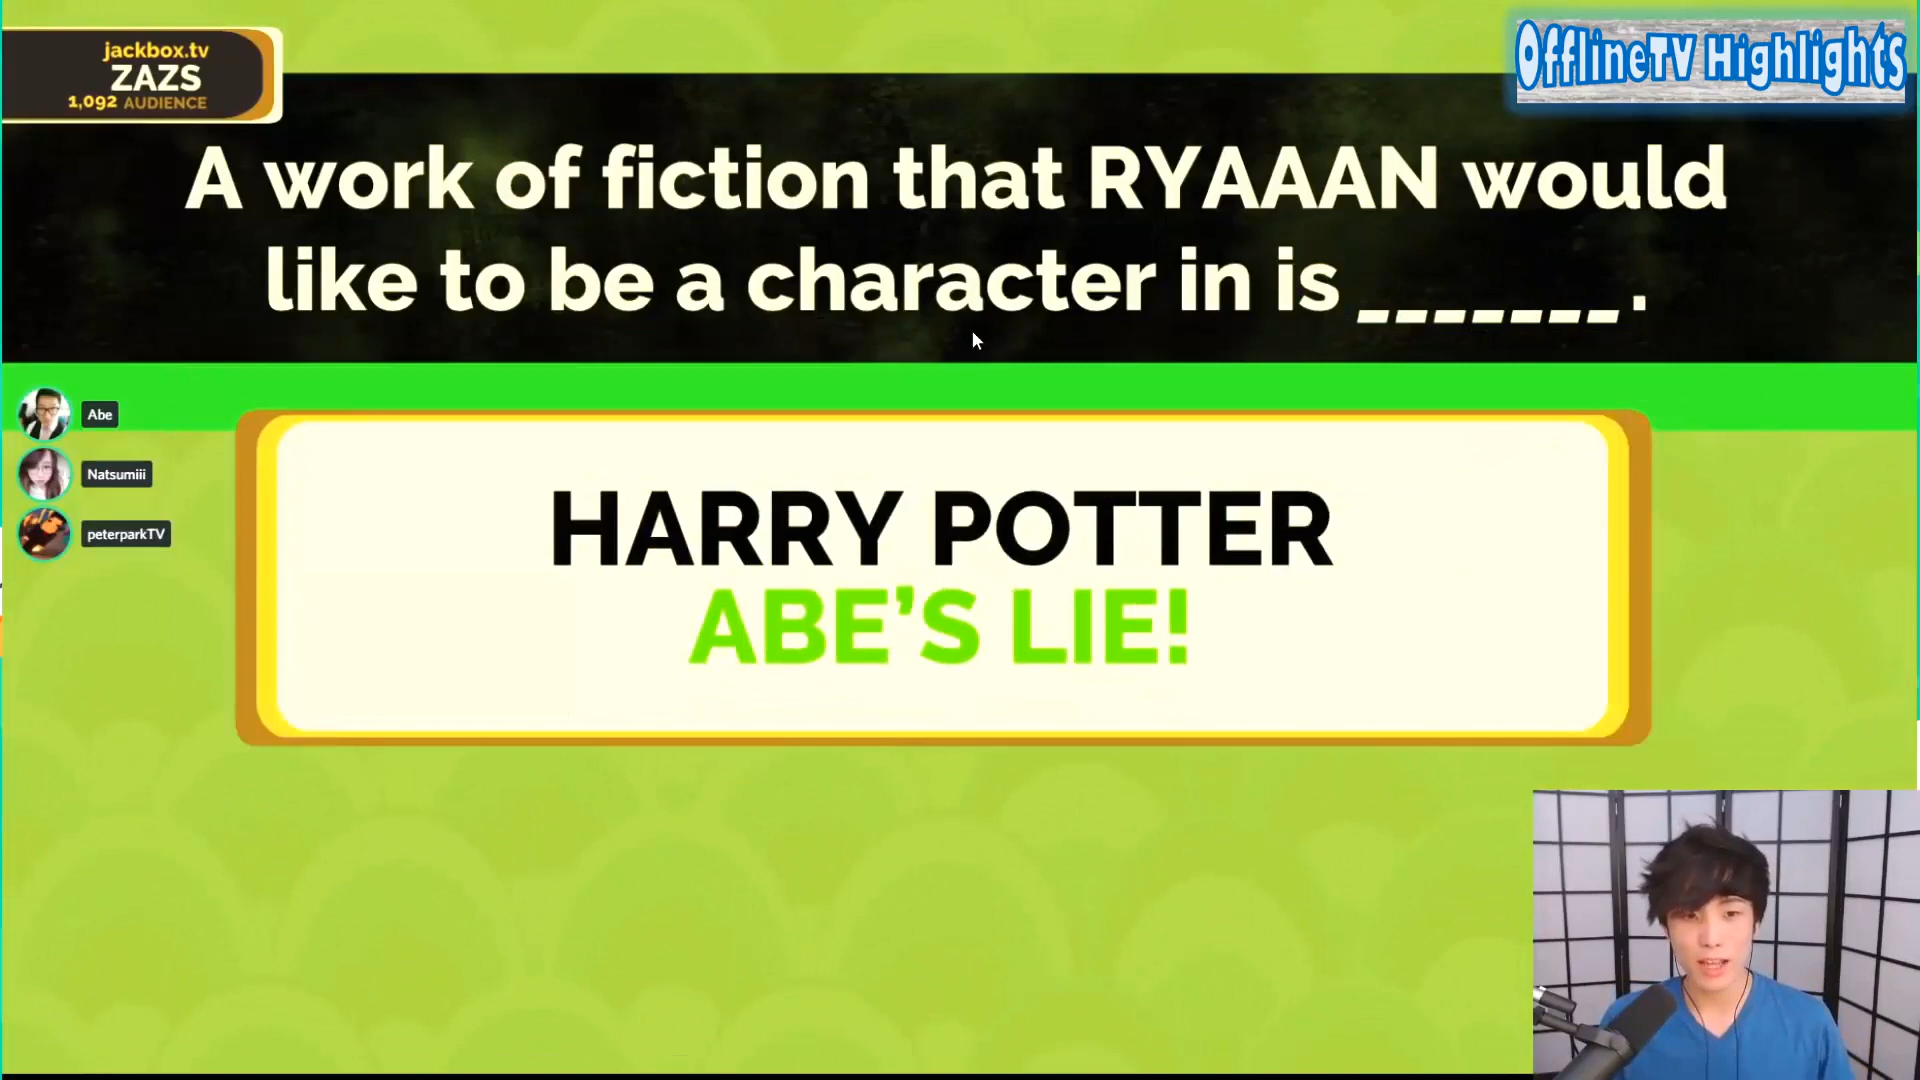 jackbox.tv
ZAZS
1,092 AUDIENCE
OfflineTV Highlights
A work of fiction that RYAAAN would
like to be a character in is _______.
Abe
Natsumiii
peterparkTV
HARRY POTTER
ABE'S LIE!